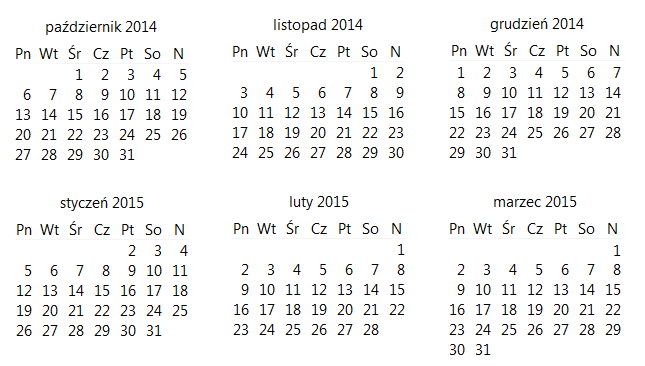 październik 2014
Pn Wt Śr Cz Pt So N
1 2 3 4 5
6 7 8 9 10 11 12
13 14 15 16 17 18 19
20 21 22 23 24 25 26
27 28 29 30 31
listopad 2014
Pn Wt Śr Cz Pt So N
1 2
3 4 5 6 7 8 9
10 11 12 13 14 15 16
17 18 19 20 21 22 23
24 25 26 27 28 29 30
grudzień 2014
Pn Wt Śr Cz Pt So N
1 2 3 4 5 6 7
8 9 10 11 12 13 14
15 16 17 18 19 20 21
22 23 24 25 26 27 28
29 30 31
styczeń 2015
Pn Wt Śr Cz Pt So N
2 3 4
5 6 7 8 9 10 11
12 13 14 15 16 17 18
19 20 21 22 23 24 25
26 27 28 29 30 31
luty 2015
Pn Wt Śr Cz Pt So N
1
2 3 4 5 6 7 8
9 10 11 12 13 14 15
16 17 18 19 20 21 22
23 24 25 26 27 28
marzec 2015
Pn Wt Śr Cz Pt So N
1
2 3 4 5 6 7 8
9 10 11 12 13 14 15
16 17 18 19 20 21 22
23 24 25 26 27 28 29
30 31